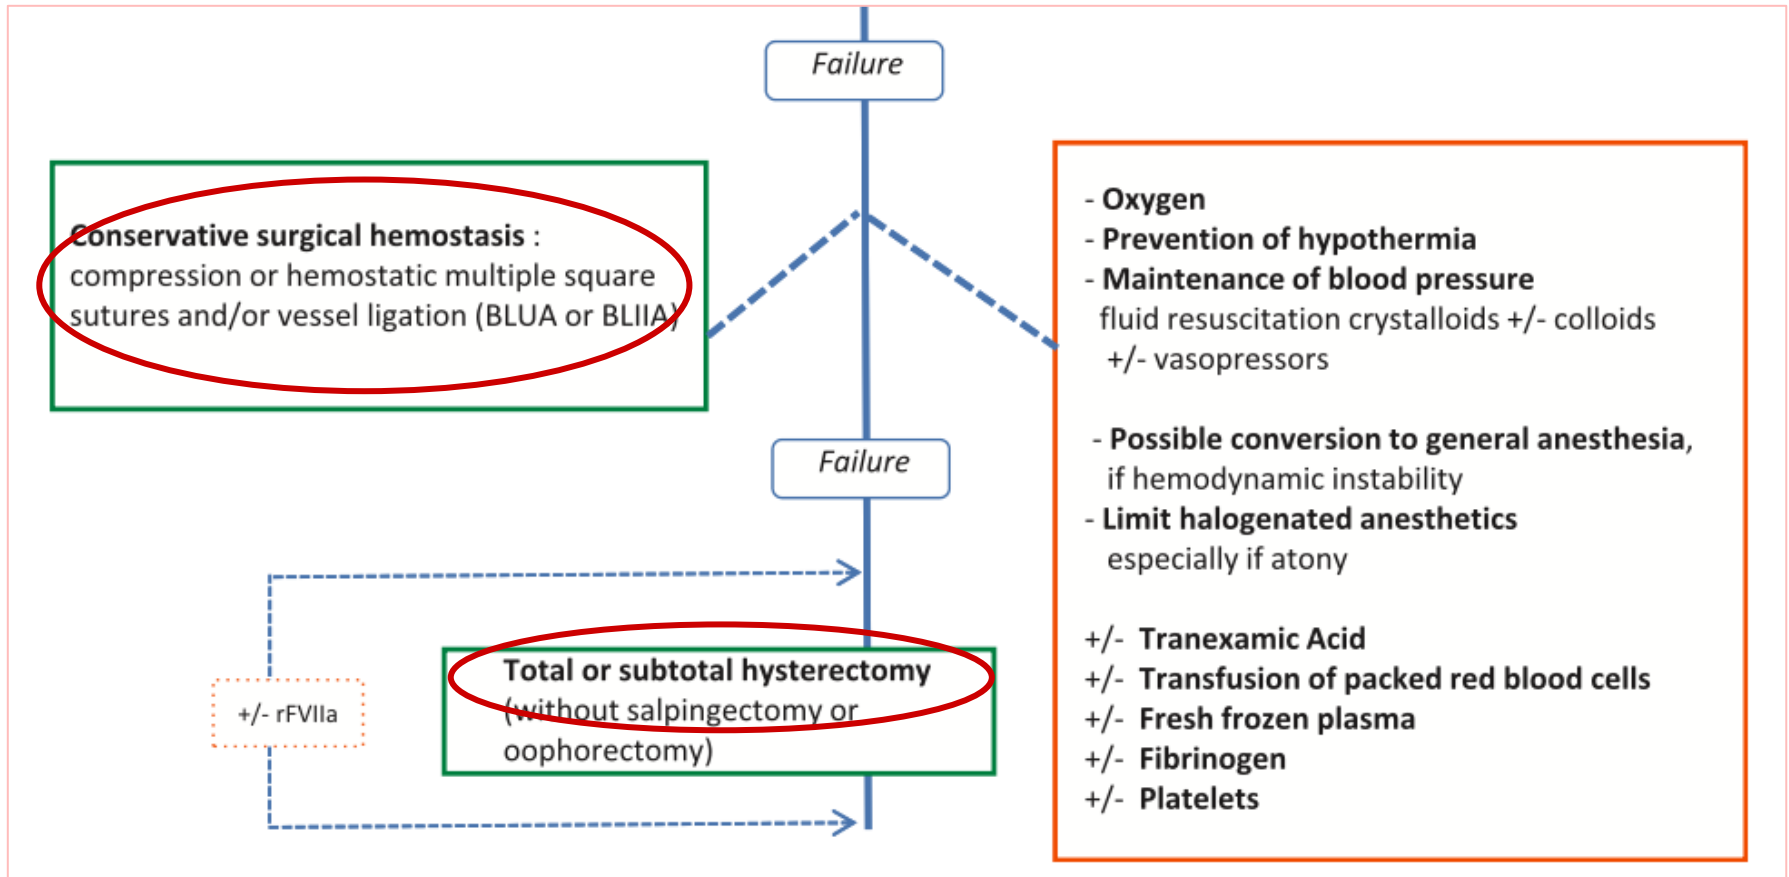 Failure
Conservative surgical hemostasis :
compression or hemostatic multiple square
sutures and/or vessel ligation (BLUA or BLIIA)
- Oxygen
- Prevention of hypothermia
- Maintenance of blood pressure
fluid resuscitation crystalloids +/- colloids
+/- vasopressors
- Possible conversion to general anesthesia,
if hemodynamic instability
- Limit halogenated anesthetics
especially if atony
+/- Tranexamic Acid
+/- Transfusion of packed red blood cells
+/- Fresh frozen plasma
+/- Fibrinogen
+/- Platelets
Failure
+/- rFVIIa
Total or subtotal hysterectomy
(without salpingectomy or
oophorectomy)